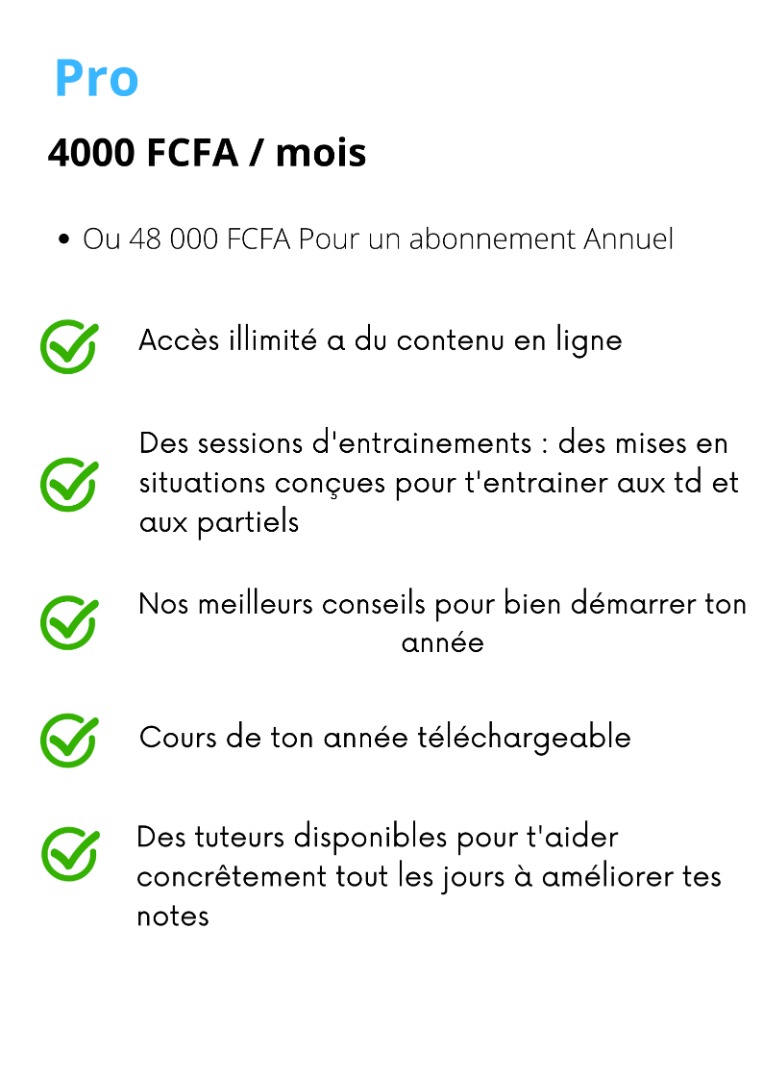 Pro
4000 FCFA / mois
• Ou 48 000 FCFA Pour un abonnement Annuel
Accès illimité a du contenu en ligne
Des sessions d'entrainements : des mises en
situations conçues pour t'entrainer aux td et
aux partiels
Nos meilleurs conseils pour bien démarrer ton
année
Cours de ton année téléchargeable
Des tuteurs disponibles pour t'aider
concrêtement tout les jours à améliorer tes
notes